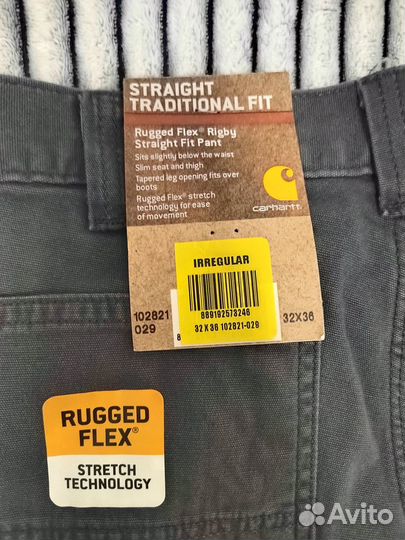 STRAIGHT
TRADITIONAL FIT
Rugged Flex® Rigby
Straight Fit Pant
Sits slightly below the waist
Slim seat and thigh
Tapered leg opening fits over
boots
Rugged Flex® stretch
technology for ease
of movement
carhartt
IRREGULAR
889192573246
32 X 36 102821-029
102821
029
32X36
8
RUGGED
FLEX®
STRETCH
TECHNOLOGY
Avito